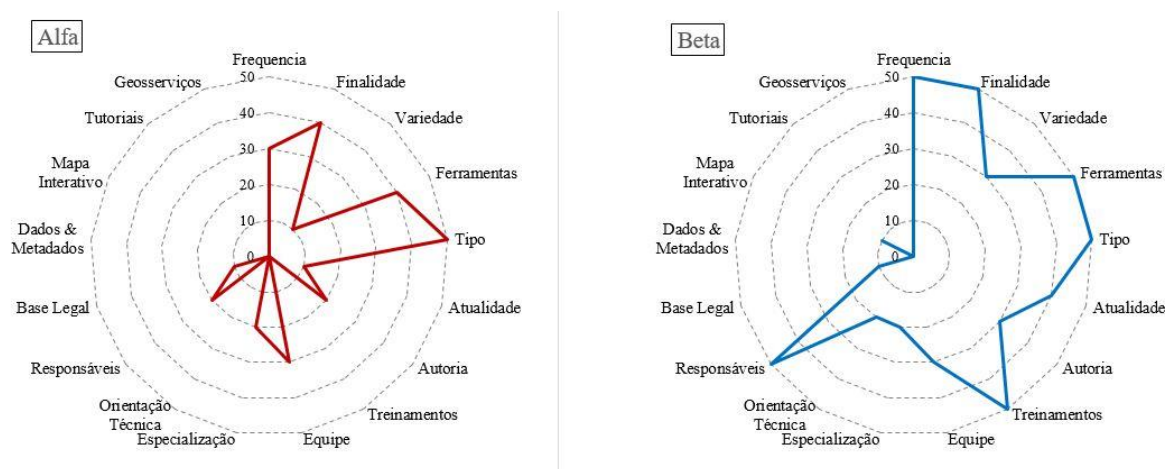 Alfa
Frequencia
Finalidade
Variedade
Ferramentas
Tipo
Atualidade
Autoria
Treinamentos
Equipe
Especialização
Orientação
Técnica
Responsáveis
Base Legal
Dados &
Metadados
Mapa
Interativo
Tutoriais
Geosserviços
50
40
30
20
10
0
Beta
Frequencia
Finalidade
Variedade
Ferramentas
Tipo
Atualidade
Autoria
Treinamentos
Equipe
Especialização
Orientação
Técnica
Responsáveis
Base Legal
Dados &
Metadados
Mapa
Interativo
Tutoriais
Geosserviços
50
40
30
20
10
0